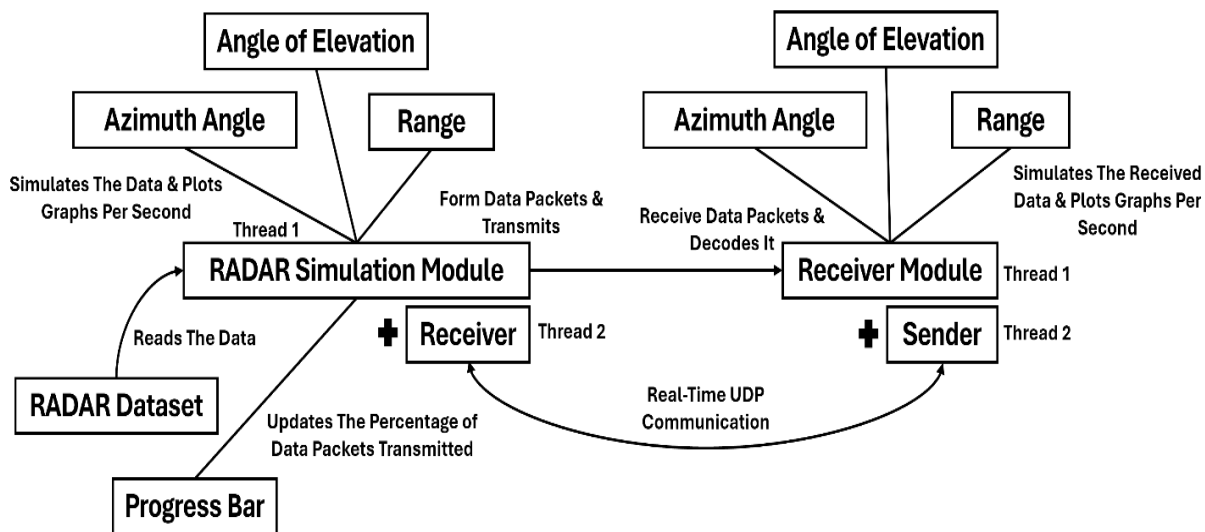 Angle of Elevation
Angle of Elevation
Azimuth Angle
Range
Azimuth Angle
Range
Simulates The Data & Plots
Graphs Per Second
Thread 1
Form Data Packets &
Transmits
Receive Data Packets &
Decodes It
Simulates The Received
Data & Plots Graphs Per
Second
RADAR Simulation Module
Receiver Module
Thread 1
Reads The Data
+
Receiver
Thread 2
+
Sender
Thread 2
RADAR Dataset
Updates The Percentage of
Data Packets Transmitted
Real-Time UDP
Communication
Progress Bar